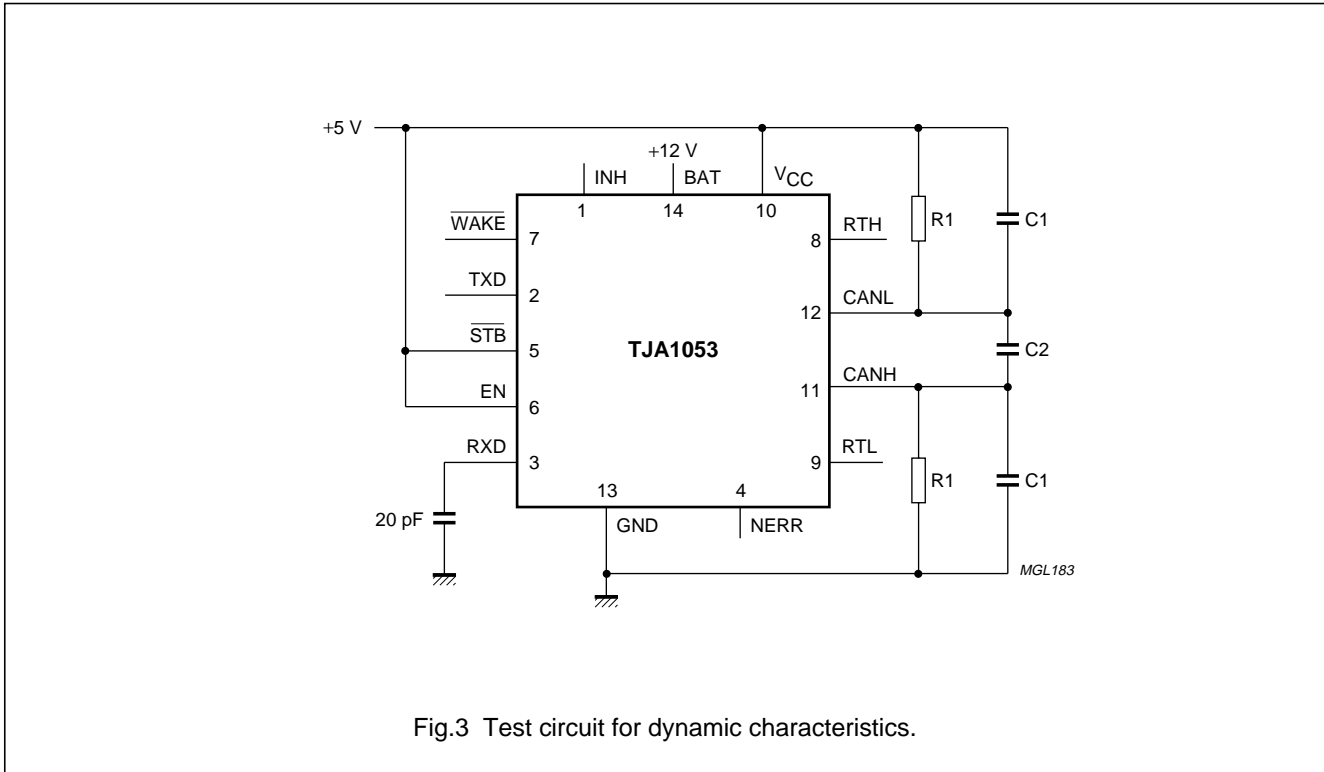 +5 V
+12 V
INH
BAT
VCC
1
14
10
WAKE
7
8
RTH
R1
C1
TXD
2
12
CANL
STB
5
TJA1053
C2
11
CANH
EN
6
RXD
3
9
RTL
R1
C1
13
4
20 pF
GND
NERR
MGL183
Fig.3 Test circuit for dynamic characteristics.